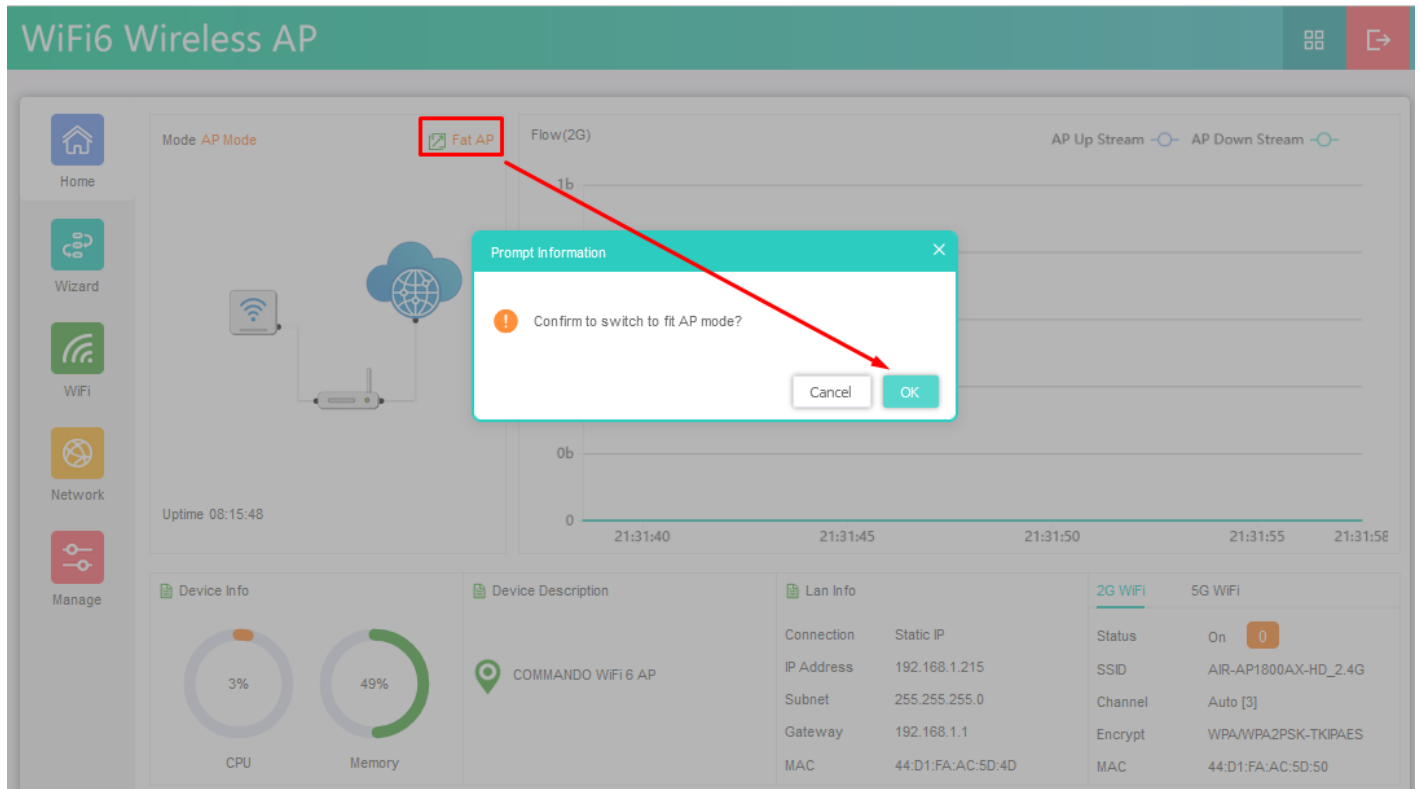 WiFi6 Wireless AP
Home
Wizard
WiFi
Network
Manage
Mode AP Mode
Fat AP
Uptime 08:15:48
Flow(2G)
AP Up Stream
AP Down Stream
1b
0b
0
21:31:40
21:31:45
21:31:50
21:31:55
21:31:58
Prompt Information
Confirm to switch to fit AP mode?
Cancel
OK
Device Info
3%
CPU
49%
Memory
Device Description
COMMANDO WiFi 6 AP
Lan Info
Connection Static IP
IP Address 192.168.1.215
Subnet 255.255.255.0
Gateway 192.168.1.1
MAC 44:D1:FA:AC:5D:4D
2G WiFi 5G WiFi
Status On 0
SSID AIR-AP1800AX-HD_2.4G
Channel Auto [3]
Encrypt WPA/WPA2PSK-TKIPAES
MAC 44:D1:FA:AC:5D:50